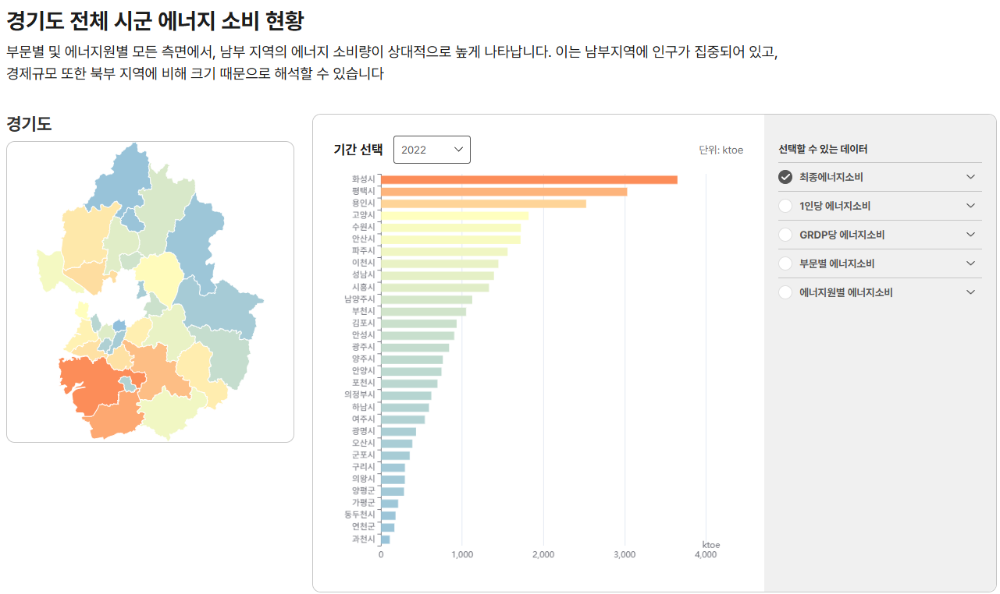 경기도 전체 시군 에너지 소비 현황
부문별 및 에너지원별 모든 측면에서, 남부 지역의 에너지 소비량이 상대적으로 높게 나타납니다. 이는 남부지역에 인구가 집중되어 있고,
경제규모 또한 북부 지역에 비해 크기 때문으로 해석할 수 있습니다
경기도
기간 선택
2022
단위: ktoe
화성시
평택시
용인시
고양시
수원시
안산시
파주시
이천시
성남시
시흥시
남양주시
부천시
김포시
안성시
광주시
양주시
안양시
포천시
의정부시
하남시
여주시
광명시
오산시
군포시
구리시
의왕시
양평군
가평군
동두천시
연천군
과천시
ktoe
0 1,000 2,000 3,000 4,000
선택할 수 있는 데이터
최종에너지소비
1인당 에너지소비
GRDP당 에너지소비
부문별 에너지소비
에너지원별 에너지소비